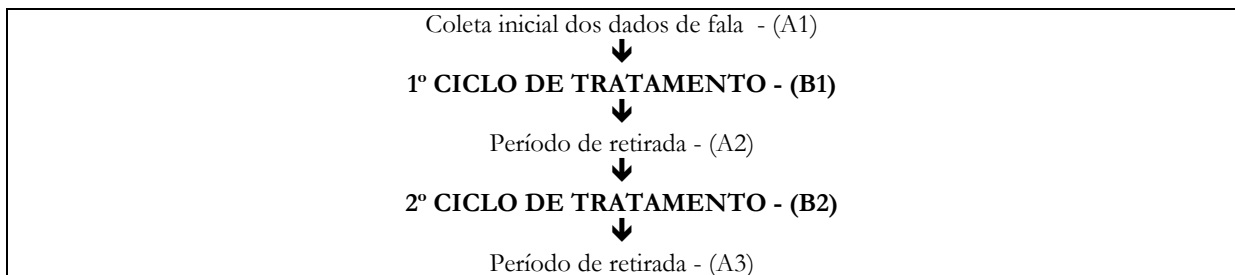 Coleta inicial dos dados de fala - (A1)
1º CICLO DE TRATAMENTO - (B1)
Período de retirada - (A2)
2º CICLO DE TRATAMENTO - (B2)
Período de retirada - (A3)